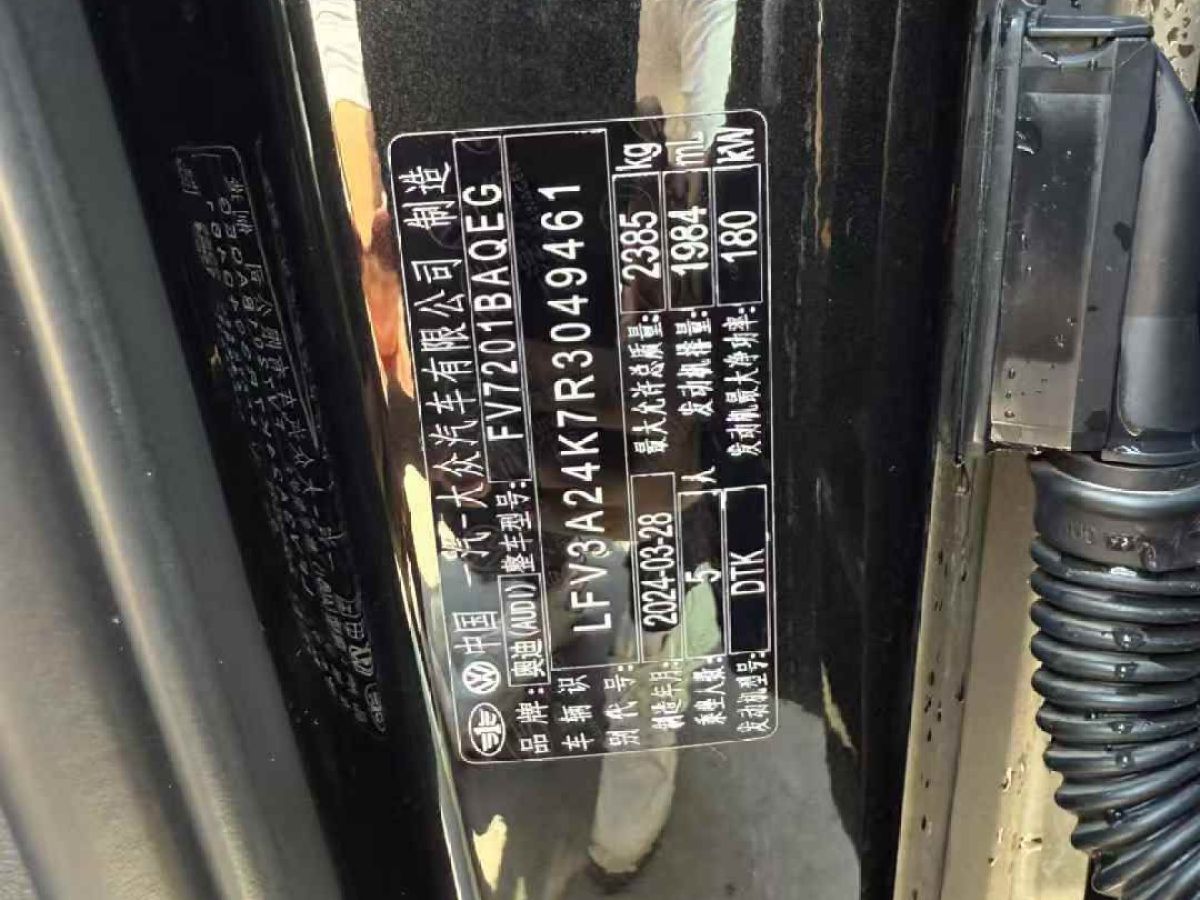 中国 一汽-大众汽车有限公司 制造
品牌: 奥迪(AUDI) 整车型号: FV7201BAQEG
车辆识别代号: LFV3A24K7R3049461
制造年月: 2024-03-28 最大允许总质量: 2385 kg
乘坐人数: 5 人 发动机排量: 1984 mL
发动机型号: DTK 发动机最大净功率: 180 kW